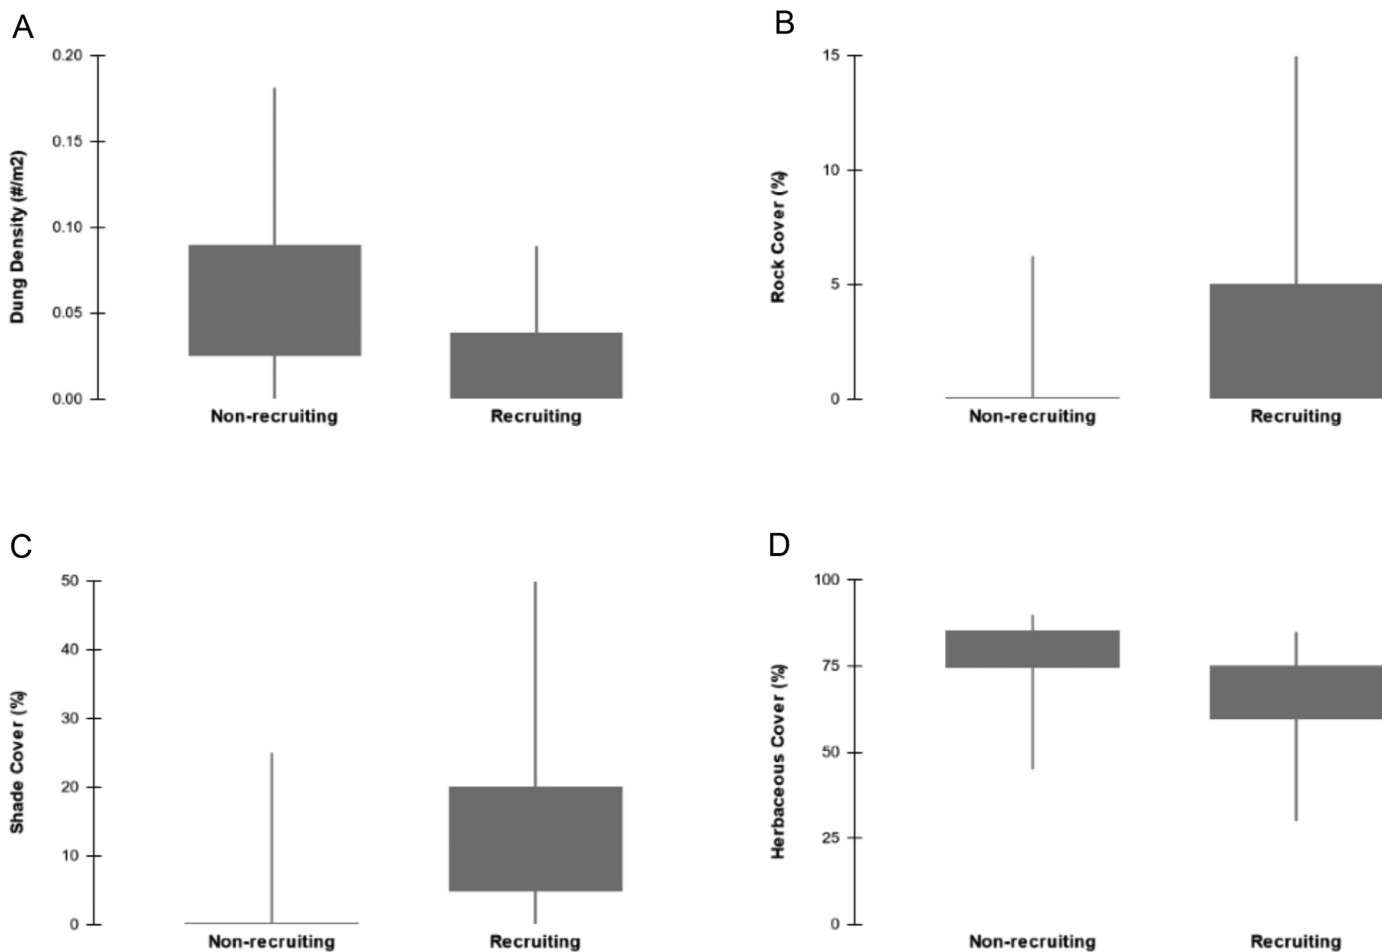 A
0.20
0.15
0.10
0.05
0.00
Dung Density (#/m2)
Non-recruiting
Recruiting
B
15
10
5
0
Rock Cover (%)
Non-recruiting
Recruiting
C
50
40
30
20
10
0
Shade Cover (%)
Non-recruiting
Recruiting
D
100
75
50
25
0
Herbaceous Cover (%)
Non-recruiting
Recruiting